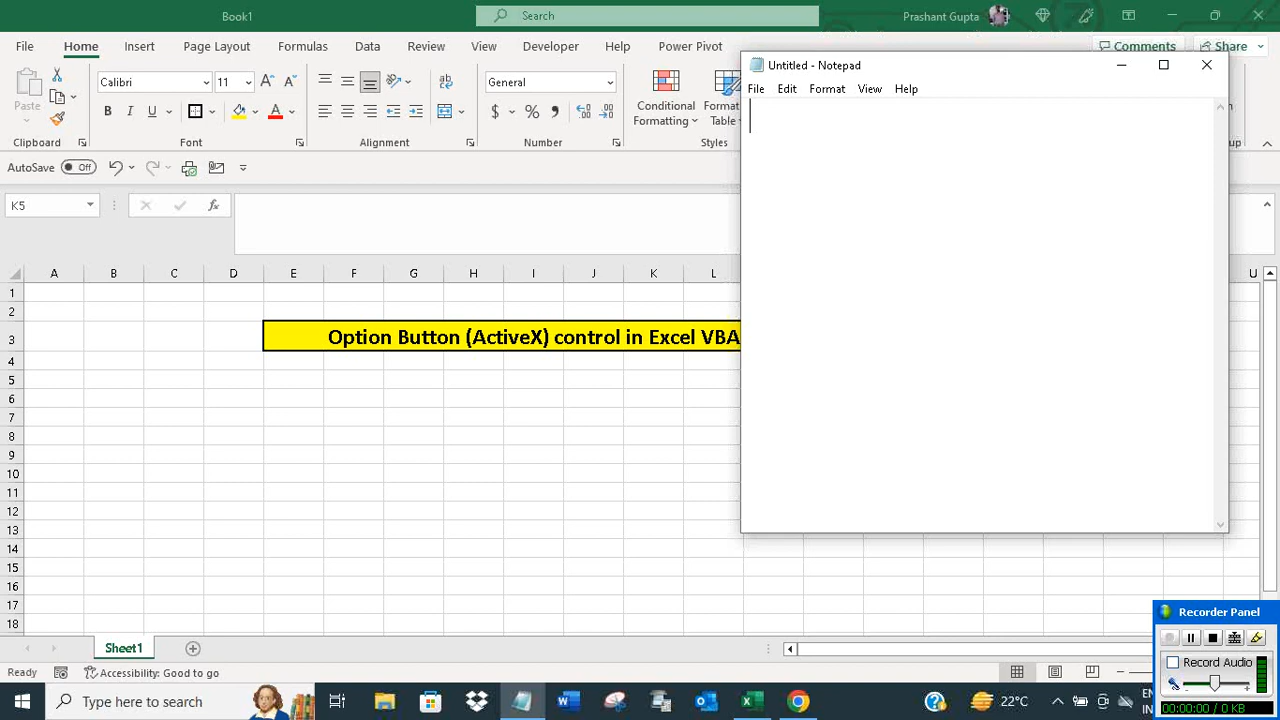 Book1 Search Prashant Gupta
File Home Insert Page Layout Formulas Data Review View Developer Help Power Pivot Comments Share
Untitled - Notepad
File Edit Format View Help
Paste Calibri 11 General Conditional Formatting Format Table
B I U A $ % ,
Clipboard Font Alignment Number Styles
AutoSave Off
K5 fx
A B C D E F G H I J K L U
1
2
3 Option Button (ActiveX) control in Excel VBA
4
5
6
7
8
9
10
11
12
13
14
15
16
17
18
Recorder Panel
Record Audio
00:00:00 / 0 KB
Sheet1
Ready Accessibility: Good to go
Type here to search 22°C